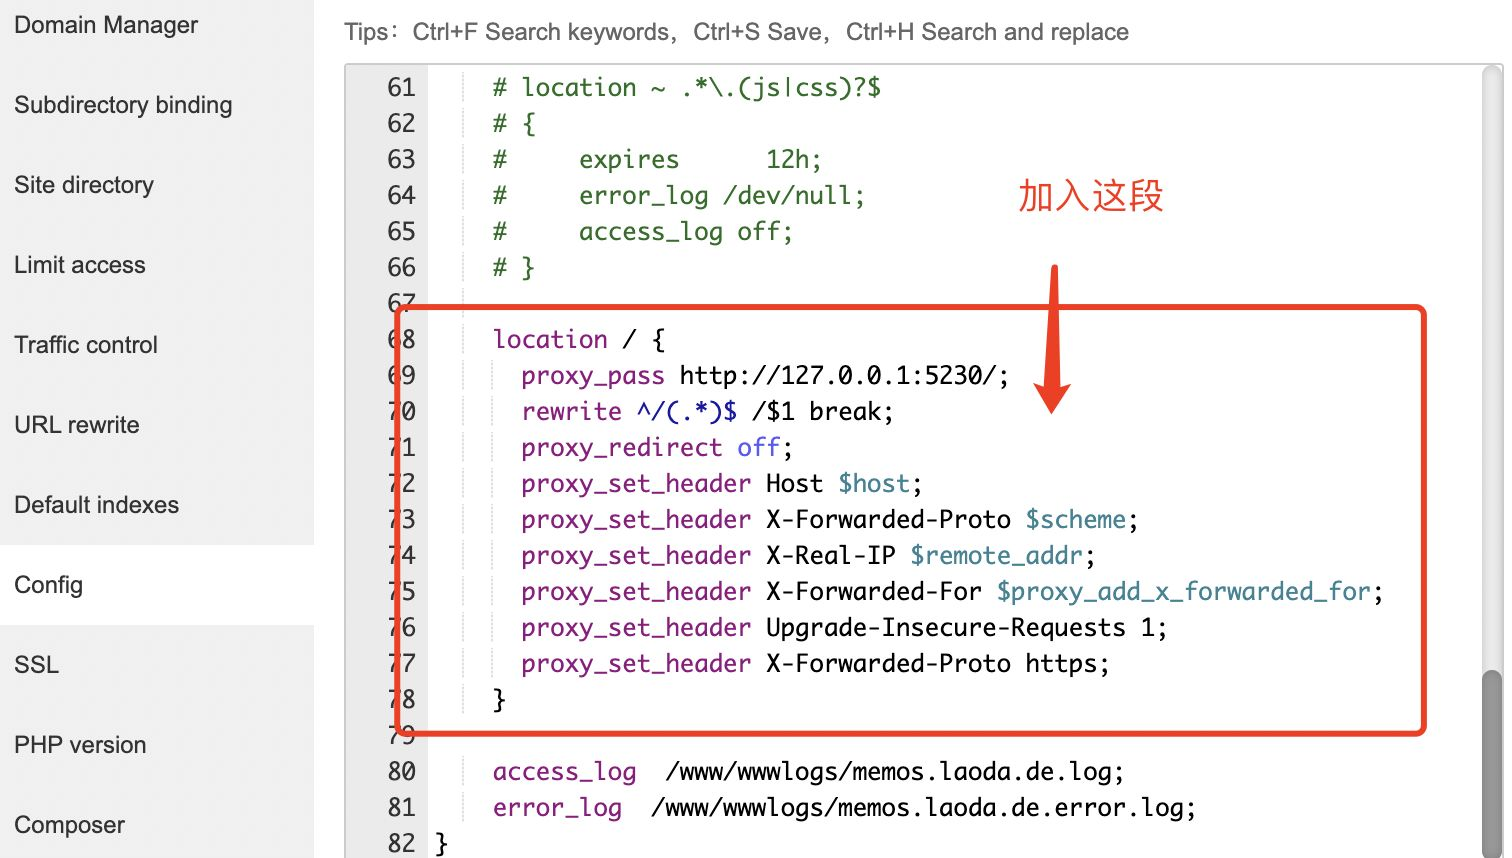 Domain Manager
Subdirectory binding
Site directory
Limit access
Traffic control
URL rewrite
Default indexes
Config
SSL
PHP version
Composer
Tips：Ctrl+F Search keywords，Ctrl+S Save，Ctrl+H Search and replace
61 # location ~ .*\.(js|css)?$
62 # {
63 #     expires      12h;
64 #     error_log /dev/null;
65 #     access_log off;
66 # }
加入这段
67
68 location / {
69 proxy_pass http://127.0.0.1:5230/;
70 rewrite ^/(.*)$ /$1 break;
71 proxy_redirect off;
72 proxy_set_header Host $host;
73 proxy_set_header X-Forwarded-Proto $scheme;
74 proxy_set_header X-Real-IP $remote_addr;
75 proxy_set_header X-Forwarded-For $proxy_add_x_forwarded_for;
76 proxy_set_header Upgrade-Insecure-Requests 1;
77 proxy_set_header X-Forwarded-Proto https;
78 }
79
80 access_log  /www/wwwlogs/memos.laoda.de.log;
81 error_log  /www/wwwlogs/memos.laoda.de.error.log;
82 }